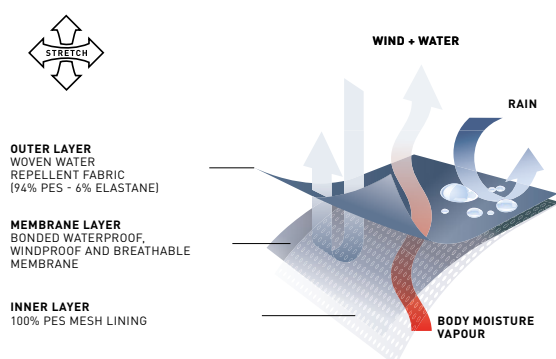 STRETCH
WIND + WATER
RAIN
OUTER LAYER
WOVEN WATER
REPELLENT FABRIC
(94% PES - 6% ELASTANE)
MEMBRANE LAYER
BONDED WATERPROOF,
WINDPROOF AND BREATHABLE
MEMBRANE
INNER LAYER
100% PES MESH LINING
BODY MOISTURE
VAPOUR